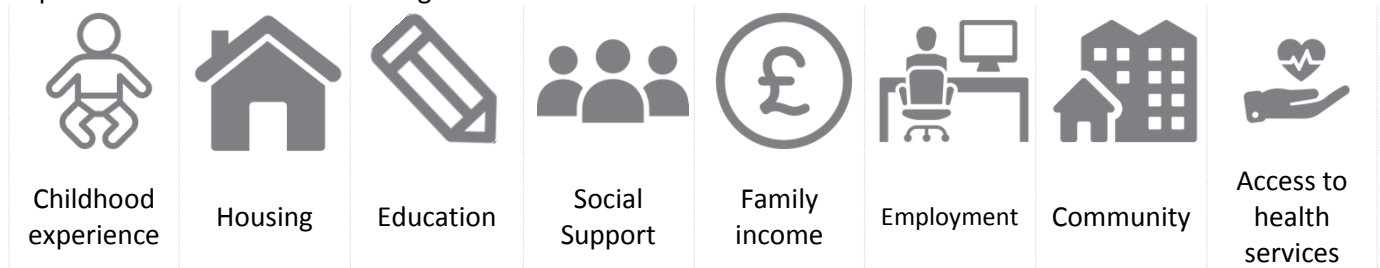 Childhood
experience
Housing
Education
Social
Support
Family
income
Employment
Community
Access to
health
services
£